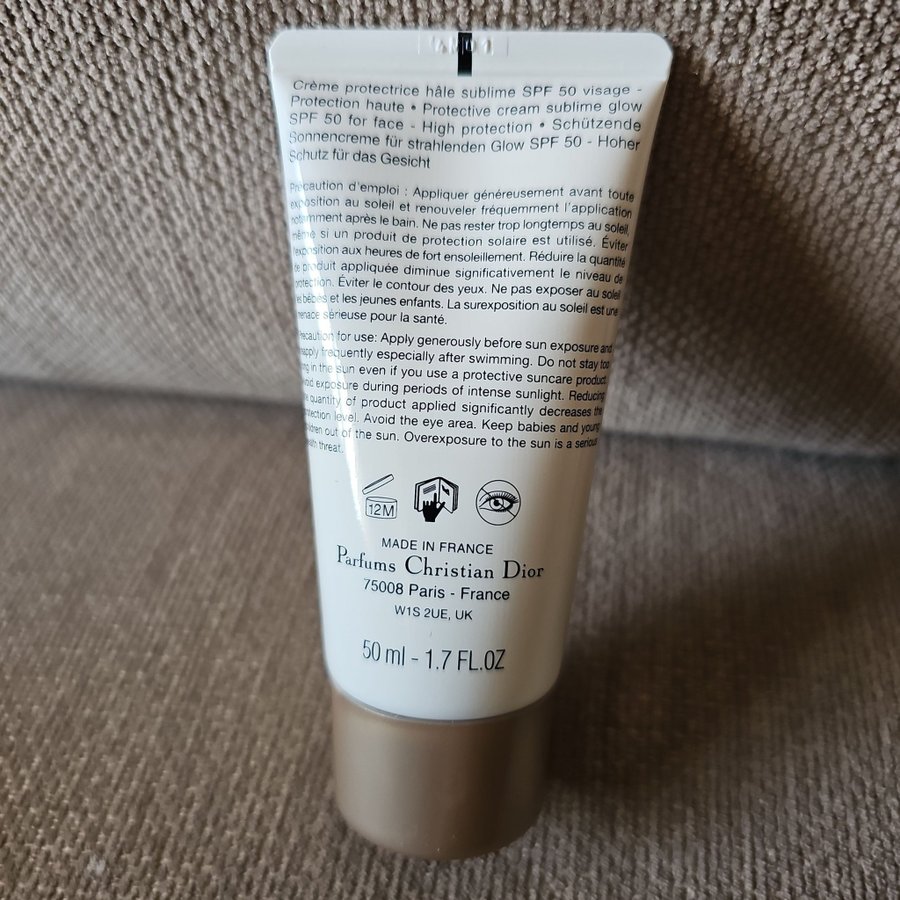 Crème protectrice hâle sublime SPF 50 visage -
Protection haute • Protective cream sublime glow
SPF 50 for face - High protection • Schützende
Sonnencreme für strahlenden Glow SPF 50 - Hoher
Schutz für das Gesicht
Précaution d'emploi : Appliquer généreusement avant toute
exposition au soleil et renouveler fréquemment l'application
notamment après le bain. Ne pas rester trop longtemps au soleil,
même si un produit de protection solaire est utilisé. Éviter
l'exposition aux heures de fort ensoleillement. Réduire la quantité
de produit appliquée diminue significativement le niveau de
protection. Éviter le contour des yeux. Ne pas exposer au soleil
les bébés et les jeunes enfants. La surexposition au soleil est une
menace sérieuse pour la santé.
Precaution for use: Apply generously before sun exposure and
reapply frequently especially after swimming. Do not stay too
long in the sun even if you use a protective suncare product.
Avoid exposure during periods of intense sunlight. Reducing
the quantity of product applied significantly decreases the
protection level. Avoid the eye area. Keep babies and young
children out of the sun. Overexposure to the sun is a serious
health threat.
12M
MADE IN FRANCE
Parfums Christian Dior
75008 Paris - France
W1S 2UE, UK
50 ml - 1.7 FL.OZ